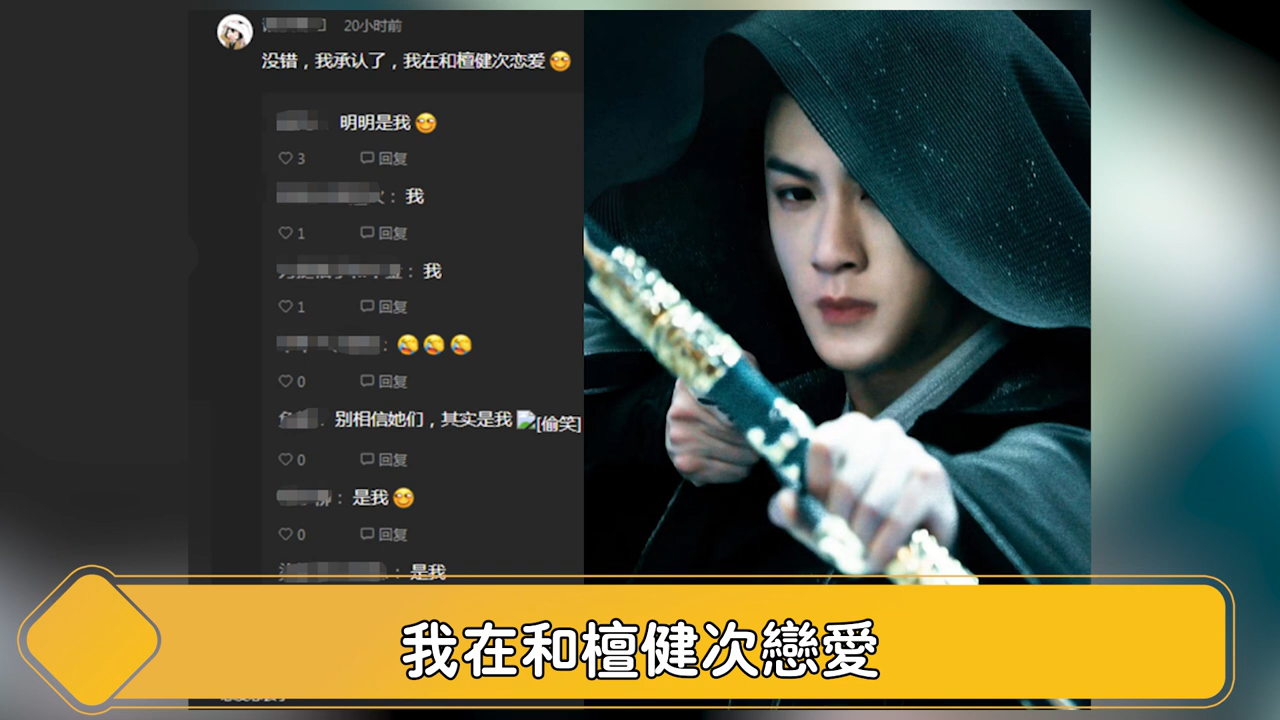 20小时前
没错，我承认了，我在和檀健次恋爱
明明是我
3 回复
：我
1 回复
：我
1 回复
：
0 回复
别相信她们，其实是我 [偷笑]
0 回复
：是我
0 回复
：是我
我在和檀健次戀愛